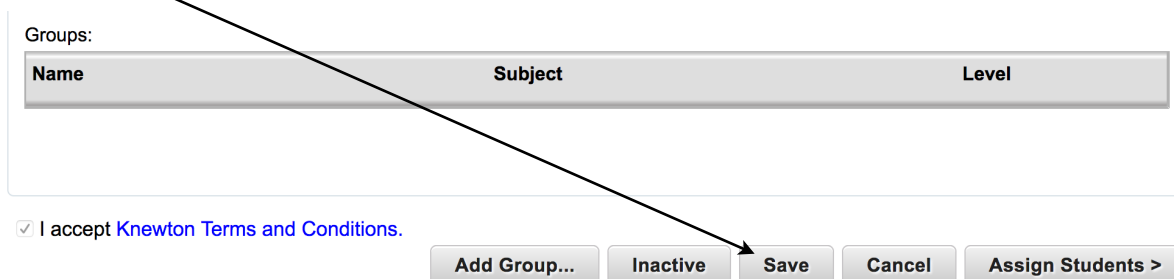 Groups:
Name Subject Level
I accept Knewton Terms and Conditions.
Add Group... Inactive Save Cancel Assign Students >